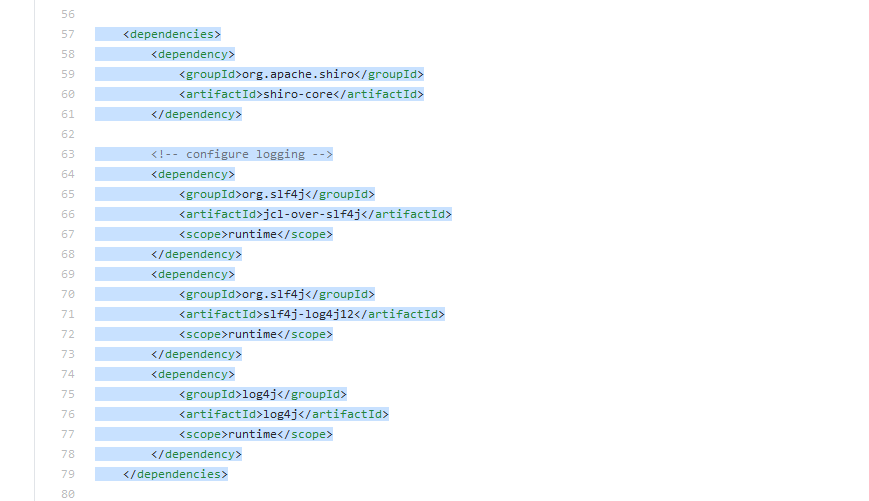 56
57 <dependencies>
58 <dependency>
59 <groupId>org.apache.shiro</groupId>
60 <artifactId>shiro-core</artifactId>
61 </dependency>
62
63 <!-- configure logging -->
64 <dependency>
65 <groupId>org.slf4j</groupId>
66 <artifactId>jcl-over-slf4j</artifactId>
67 <scope>runtime</scope>
68 </dependency>
69 <dependency>
70 <groupId>org.slf4j</groupId>
71 <artifactId>slf4j-log4j12</artifactId>
72 <scope>runtime</scope>
73 </dependency>
74 <dependency>
75 <groupId>log4j</groupId>
76 <artifactId>log4j</artifactId>
77 <scope>runtime</scope>
78 </dependency>
79 </dependencies>
80